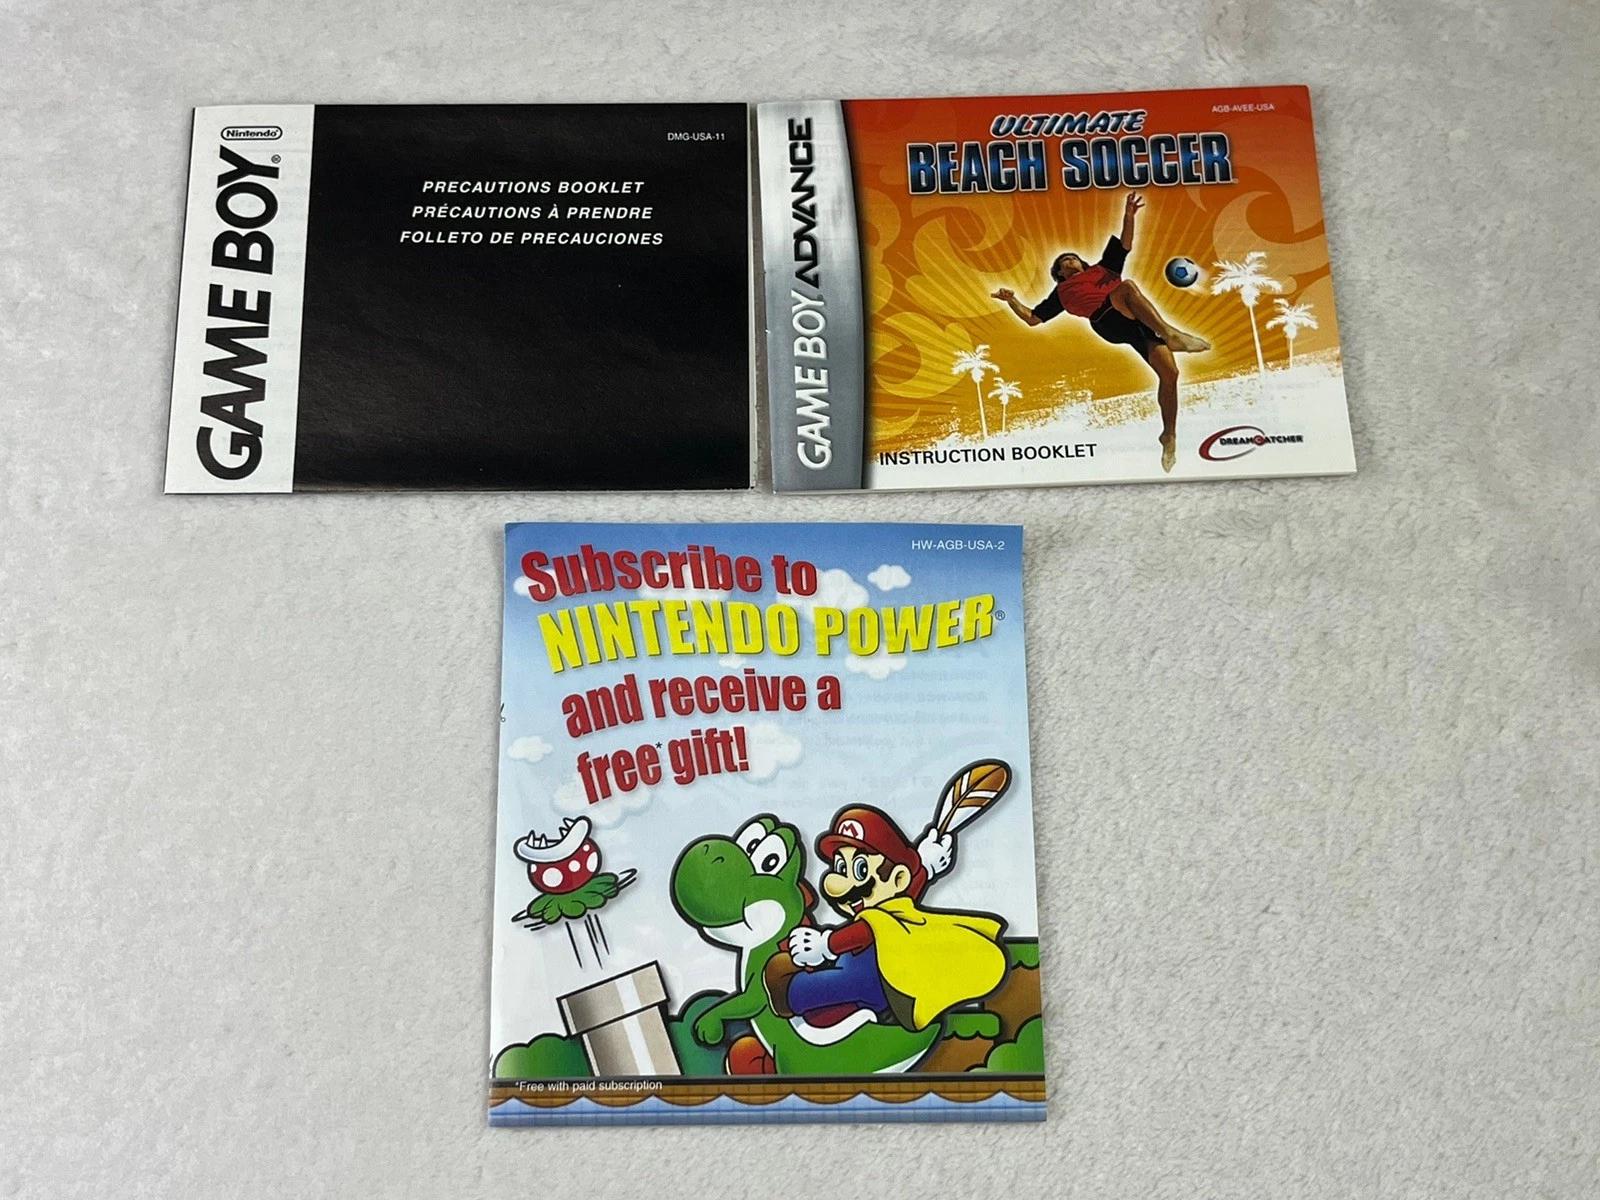 Nintendo®
GAME BOY®
DMG-USA-11
PRECAUTIONS BOOKLET
PRÉCAUTIONS À PRENDRE
FOLLETO DE PRECAUCIONES
GAME BOY ADVANCE
AGB-AVEE-USA
ULTIMATE
BEACH SOCCER
INSTRUCTION BOOKLET
DREAMCATCHER
HW-AGB-USA-2
Subscribe to
NINTENDO POWER®
and receive a
free* gift!
M
*Free with paid subscription